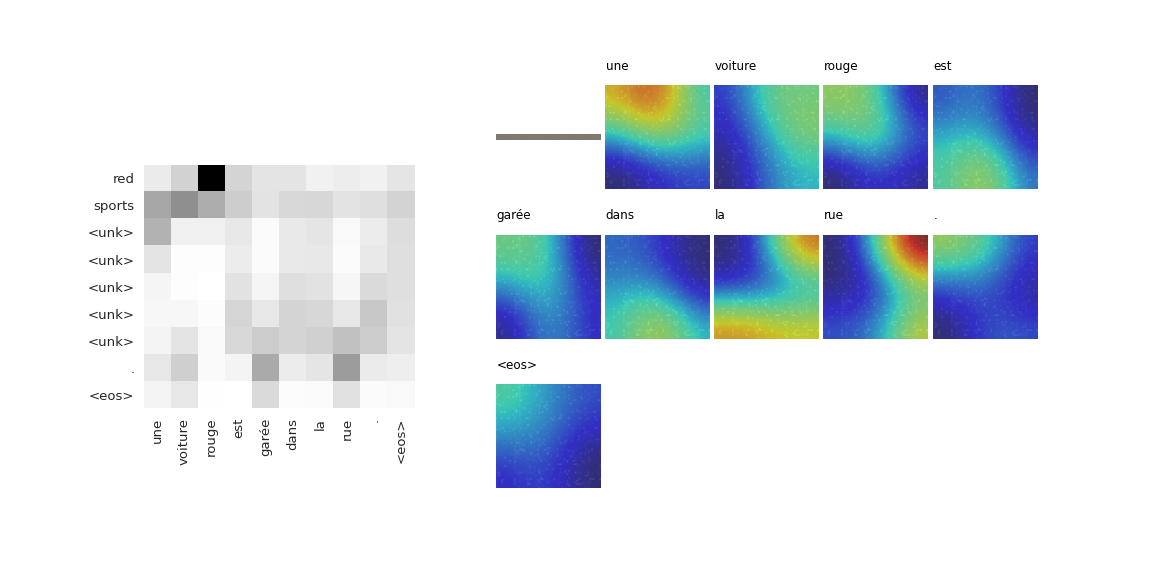 une voiture rouge est
red
sports
<unk>
<unk>
<unk>
<unk>
<unk>
.
<eos>
une voiture rouge est garée dans la rue . <eos>
garée dans la rue .
<eos>